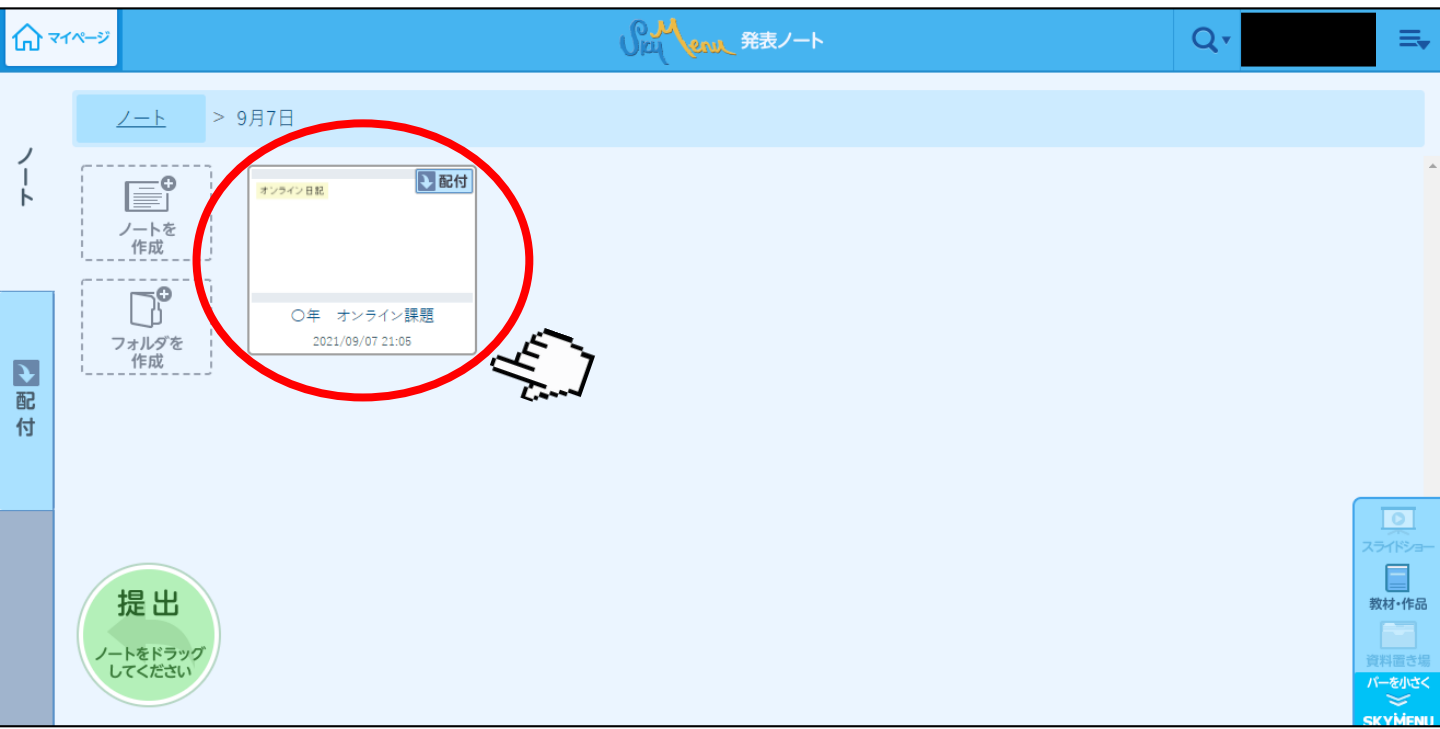 マイページ
SkyMenu 発表ノート
ノート > 9月7日
ノート
配付
ノートを
作成
フォルダを
作成
オンライン日記
配付
〇年 オンライン課題
2021/09/07 21:05
提出
ノートをドラッグ
してください
スライドショー
教材・作品
資料置き場
バーを小さく
SKYMENU